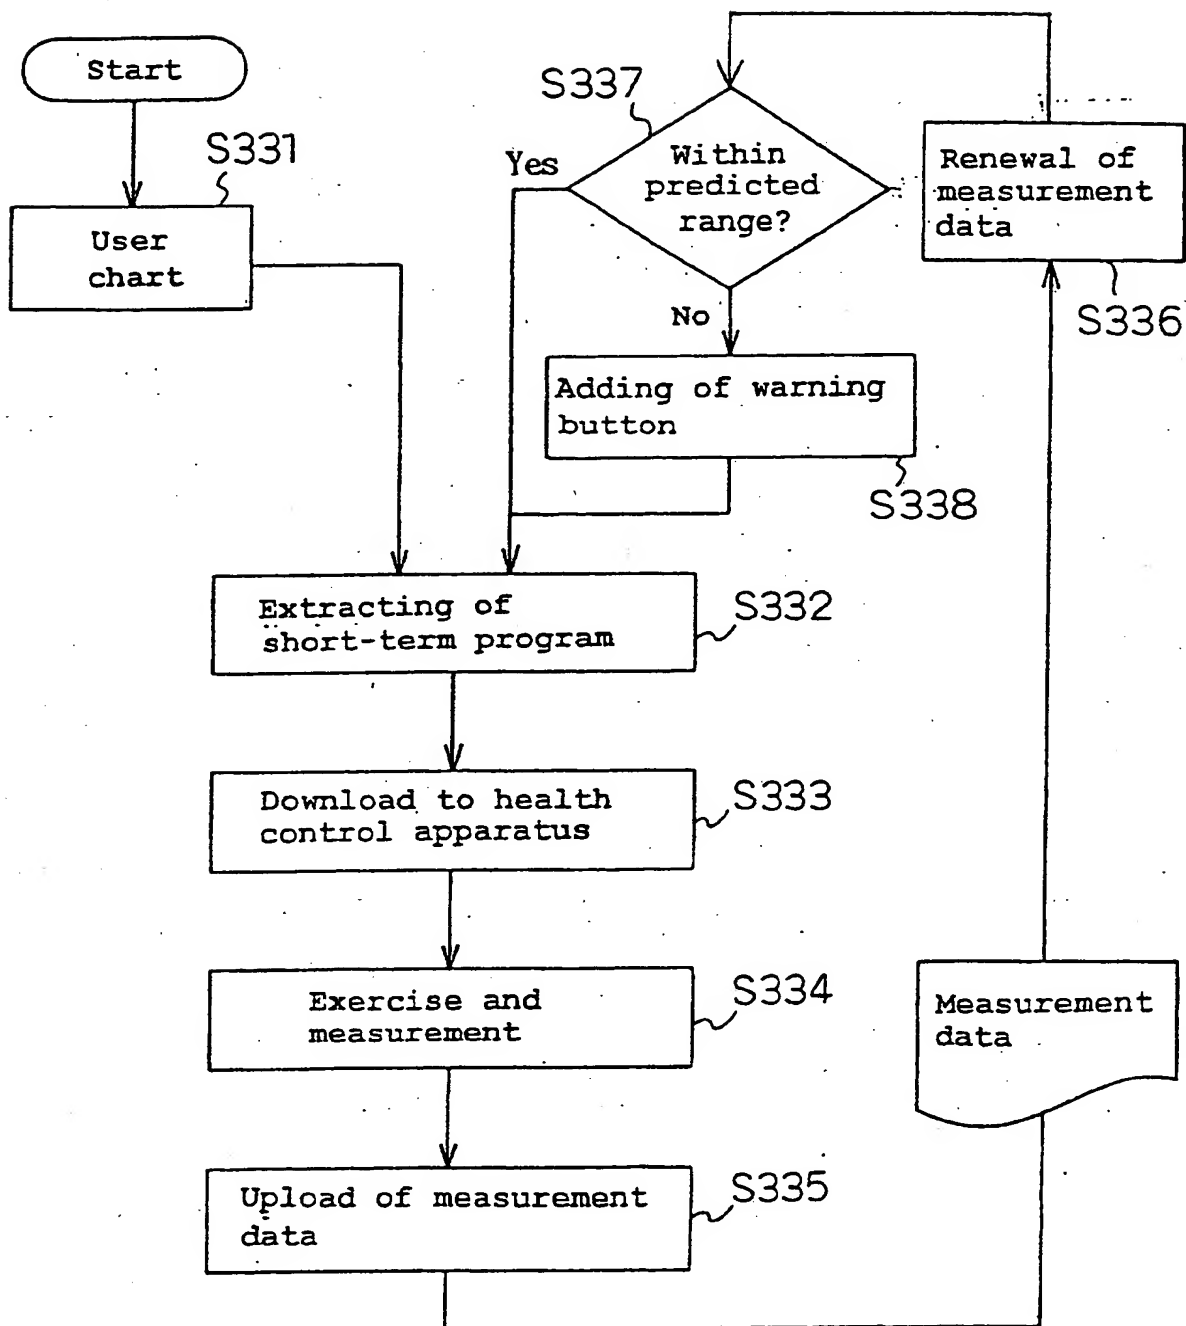 Start
S331
User
chart
S337
Yes
Within
predicted
range?
No
Renewal of
measurement
data
S336
Adding of warning
button
S338
Extracting of
short-term program
S332
Download to health
control apparatus
S333
Exercise and
measurement
S334
Measurement
data
Upload of measurement
data
S335